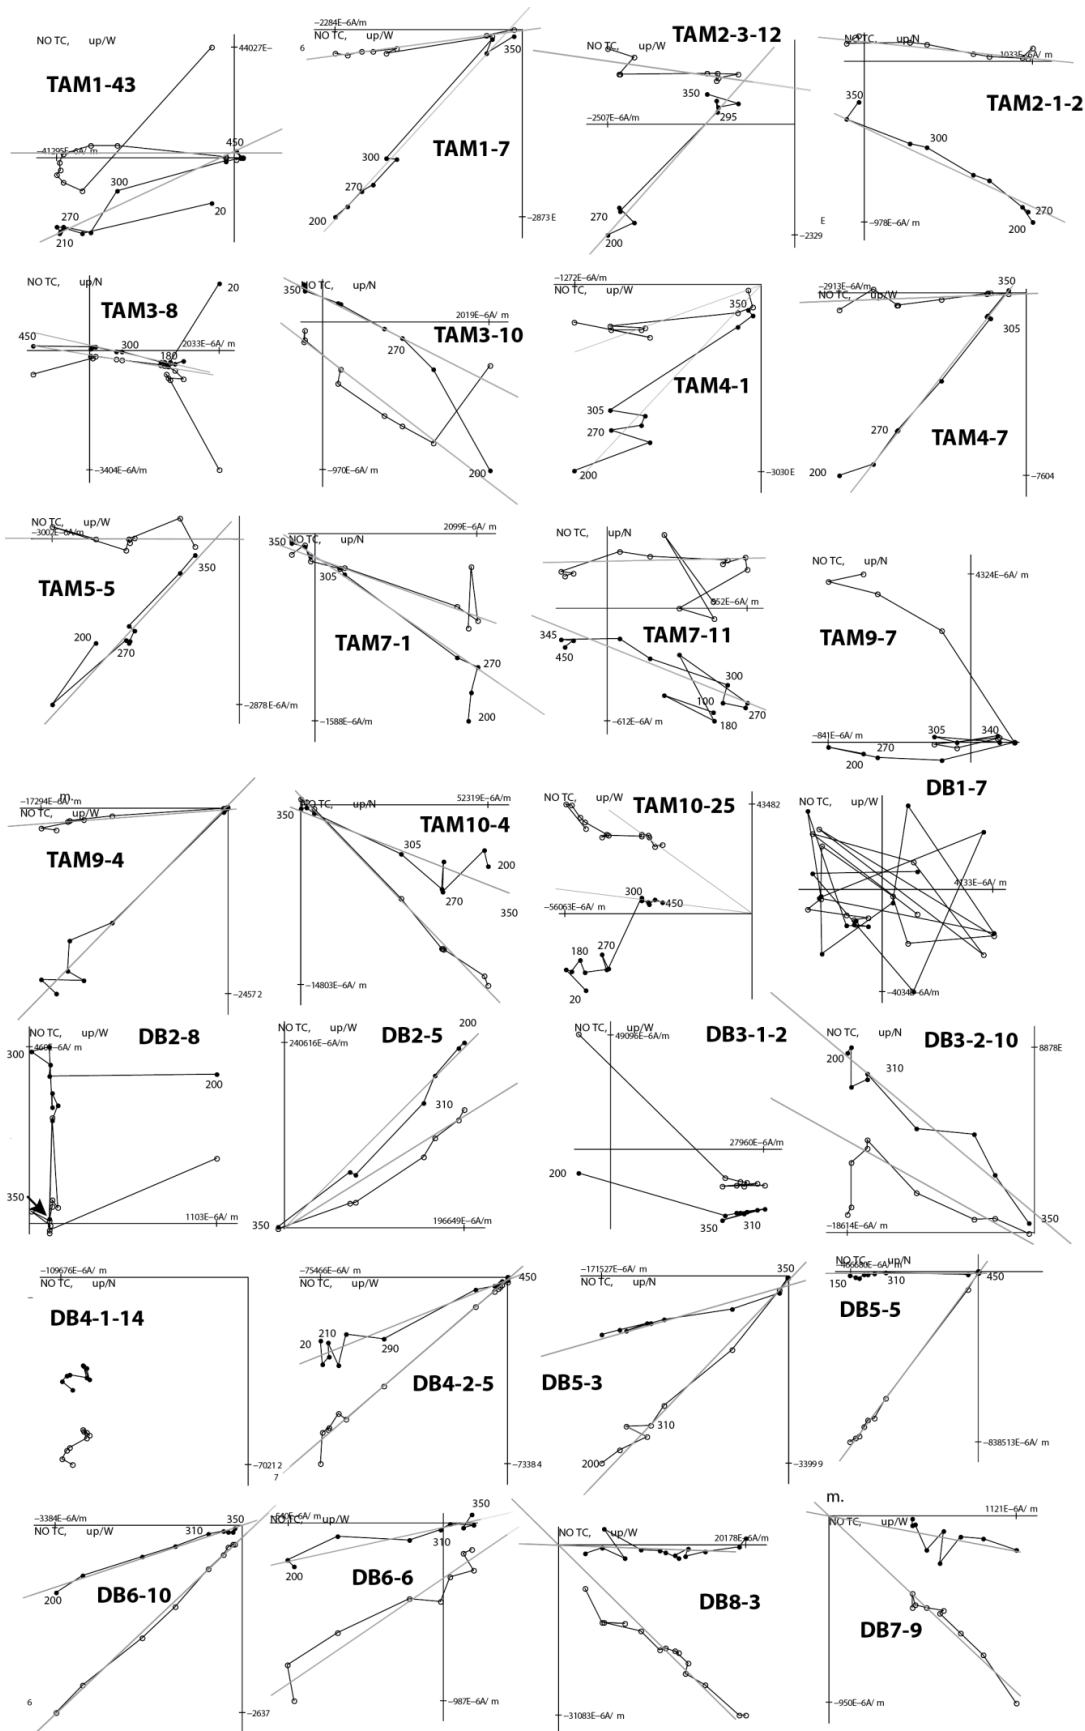 NO TC, up/W
44027E-
TAM1-43
-41295E-6A/ m
450
300
270
210
20
-2284E-6A/m
6 NO TC, up/W
350
TAM1-7
300
270
200
-2873 E
TAM2-3-12
NO TC, up/W
350
-2507E-6A/ m
295
270
200
E
-2329
NO TC, up/N
1033E-6A/ m
350
TAM2-1-2
300
270
200
-978E-6A/ m
NO TC, up/N
20
TAM3-8
450
300
2033E-6A/ m
180
-3404E-6A/m
350
NO TC, up/N
2019E-6A/ m
TAM3-10
270
-970E-6A/ m
200
-1272E-6A/m
NO TC, up/W
350
TAM4-1
305
270
200
-3030 E
350
-2913E-6A/m
NO TC, up/W
305
TAM4-7
270
200
-7604
NO TC, up/W
-3002E-6A/m
TAM5-5
350
200
270
-2878 E-6A/m
2099E-6A/ m
350 NO TC, up/N
305
TAM7-1
270
200
-1588E-6A/m
NO TC, up/N
652E-6A/ m
345
TAM7-11
450
300
100
270
180
-612E-6A/ m
NO TC, up/N
4324E-6A/ m
TAM9-7
-841E-6A/ m
305
340
270
200
m.
-17294E-6A/ m
NO TC, up/W
TAM9-4
-2457 2
52319E-6A/ m
NO TC, up/N
350
TAM10-4
305
200
270
350
-14803E-6A/ m
NO TC, up/W
TAM10-25
43482
300
450
-56063E-6A/ m
180
270
20
DB1-7
NO TC, up/W
4133E-6A/ m
-4034E-6A/m
NO TC, up/W
DB2-8
300
460E-6A/ m
200
350
1103E-6A/ m
NO TC, up/W
DB2-5
200
240616E-6A/ m
310
350
196649E-6A/m
NO TC, up/W
DB3-1-2
49096E-6A/ m
27960E-6A/m
200
350
310
NO TC, up/N
DB3-2-10
8878E
200
310
350
-18614E-6A/ m
-109676E-6A/ m
NO TC, up/N
DB4-1-14
-7021 2
7
-75466E-6A/ m
NO TC, up/W
450
210
20
290
DB4-2-5
-7338 4
-171527E-6A/ m
350
NO TC, up/N
DB5-3
310
200
-3399 9
NO TC, up/N
-466680E-6A/ m
150
310
450
DB5-5
-838513E-6A/ m
-3384E-6A/ m
350
NO TC, up/W
310
200
DB6-10
6
-2637
350
-540E-6A/ m
NO TC, up/W
310
200
DB6-6
-987E-6A/ m
NO TC, up/W
20178E-6A/m
DB8-3
-31083E-6A/ m
m.
1121E-6A/ m
NO TC, up/W
DB7-9
-950E-6A/ m